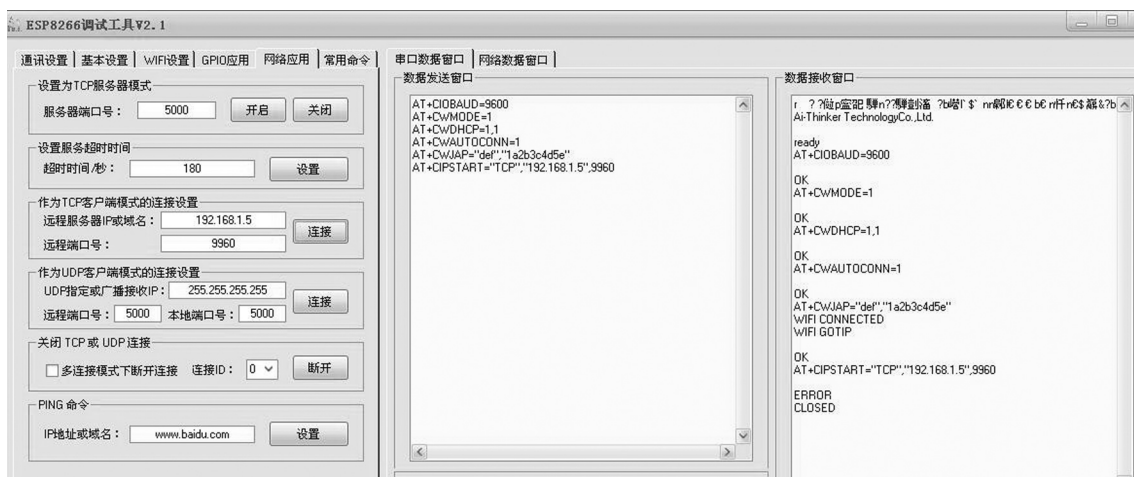 ESP8266调试工具V2.1
通讯设置 基本设置 WIFI设置 GPIO应用 网络应用 常用命令
设置为TCP服务器模式
服务器端口号： 5000 开启 关闭
设置服务超时时间
超时时间/秒： 180 设置
作为TCP客户端模式的连接设置
远程服务器IP或域名： 192.168.1.5
连接
远程端口号： 9960
作为UDP客户端模式的连接设置
UDP指定或广播接收IP： 255.255.255.255
连接
远程端口号： 5000 本地端口号： 5000
关闭 TCP 或 UDP 连接
多连接模式下断开连接 连接ID： 0 断开
PING 命令
IP地址或域名： www.baidu.com 设置
串口数据窗口 网络数据窗口
数据发送窗口
AT+CIOBAUD=9600
AT+CWMODE=1
AT+CWDHCP=1,1
AT+CWAUTOCONN=1
AT+CWJAP="def","1a2b3c4d5e"
AT+CIPSTART="TCP","192.168.1.5",9960
数据接收窗口
Ai-Thinker TechnologyCo.,Ltd.
ready
AT+CIOBAUD=9600
OK
AT+CWMODE=1
OK
AT+CWDHCP=1,1
OK
AT+CWAUTOCONN=1
OK
AT+CWJAP="def","1a2b3c4d5e"
WIFI CONNECTED
WIFI GOTIP
OK
AT+CIPSTART="TCP","192.168.1.5",9960
ERROR
CLOSED